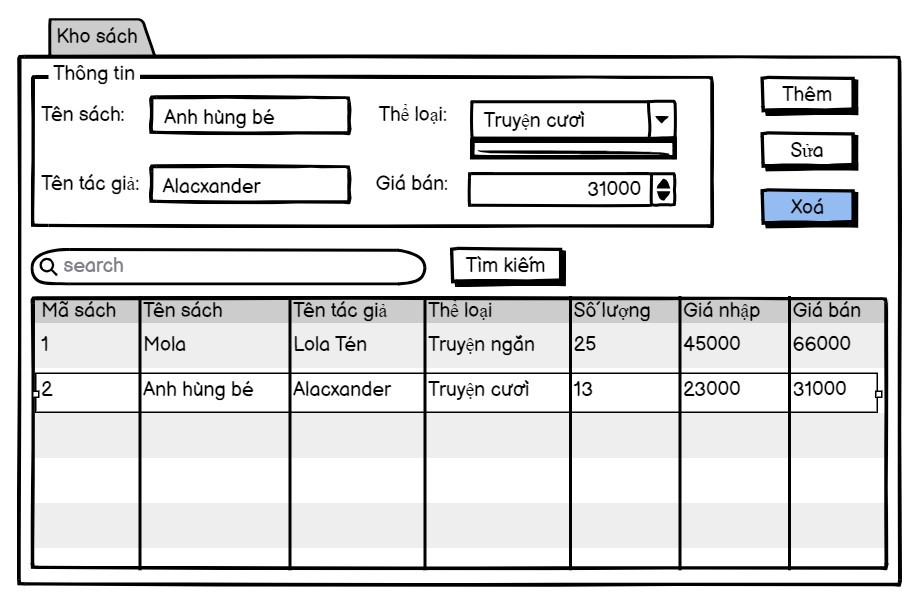 Kho sách
Thông tin
Tên sách: Anh hùng bé Thể loại: Truyện cười
Tên tác giả: Alacxander Giá bán: 31000
Thêm
Sửa
Xoá
search Tìm kiếm
Mã sách Tên sách Tên tác giả Thể loại Số lượng Giá nhập Giá bán
1 Mola Lola Tén Truyện ngắn 25 45000 66000
2 Anh hùng bé Alacxander Truyện cười 13 23000 31000